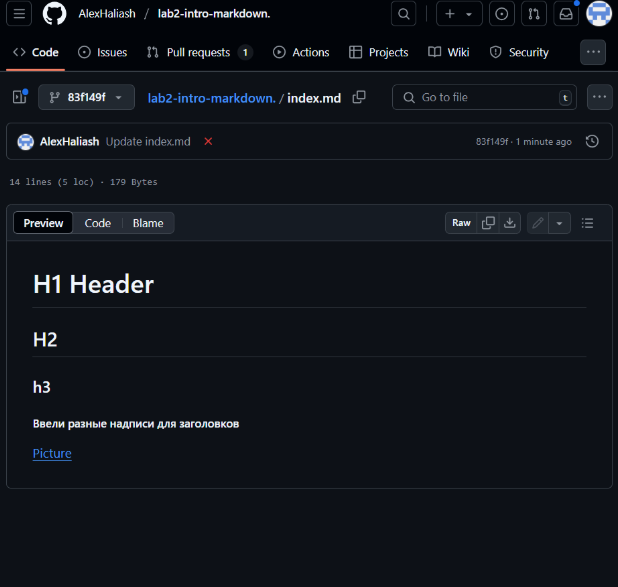 AlexHaliash / lab2-intro-markdown.
Code Issues Pull requests 1 Actions Projects Wiki Security
83f149f lab2-intro-markdown. / index.md Go to file t
AlexHaliash Update index.md 83f149f · 1 minute ago
14 lines (5 loc) · 179 Bytes
Preview Code Blame Raw
H1 Header
H2
h3
Ввели разные надписи для заголовков
Picture